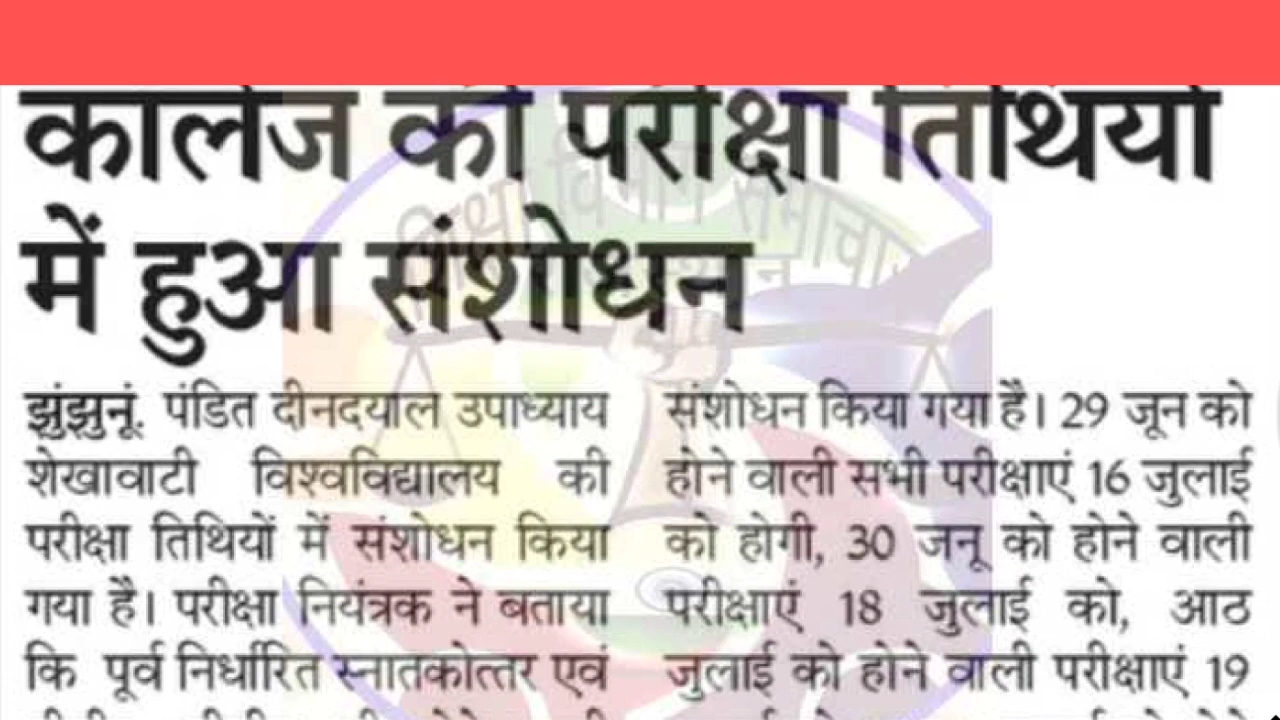 कॉलेज की परीक्षा तिथियों
में हुआ संशोधन
झुंझुनूं. पंडित दीनदयाल उपाध्याय
शेखावाटी विश्वविद्यालय की
परीक्षा तिथियों में संशोधन किया
गया है। परीक्षा नियंत्रक ने बताया
कि पूर्व निर्धारित स्नातकोत्तर एवं
संशोधन किया गया है। 29 जून को
होने वाली सभी परीक्षाएं 16 जुलाई
को होगी, 30 जनू को होने वाली
परीक्षाएं 18 जुलाई को, आठ
जुलाई को होने वाली परीक्षाएं 19
शिक्षा विभाग समाचार